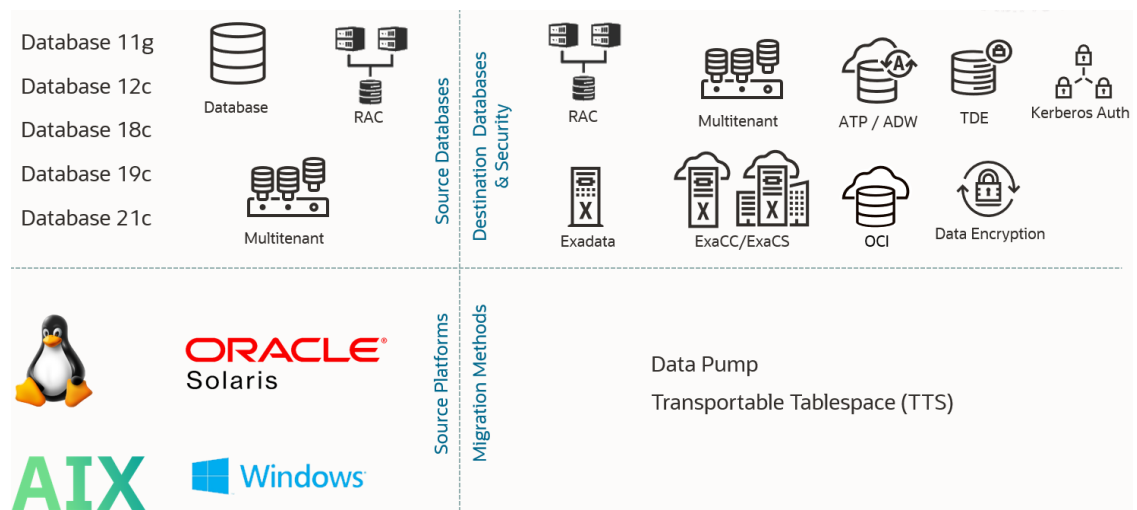 Database 11g
Database 12c
Database 18c
Database 19c
Database 21c
Database
RAC
Multitenant
Source Databases
Destination Databases
& Security
RAC
Multitenant
ATP / ADW
A
TDE
Kerberos Auth
X
Exadata
X
X
ExaCC/ExaCS
OCI
Data Encryption
ORACLE®
Solaris
AIX
Windows
Source Platforms
Migration Methods
Data Pump
Transportable Tablespace (TTS)